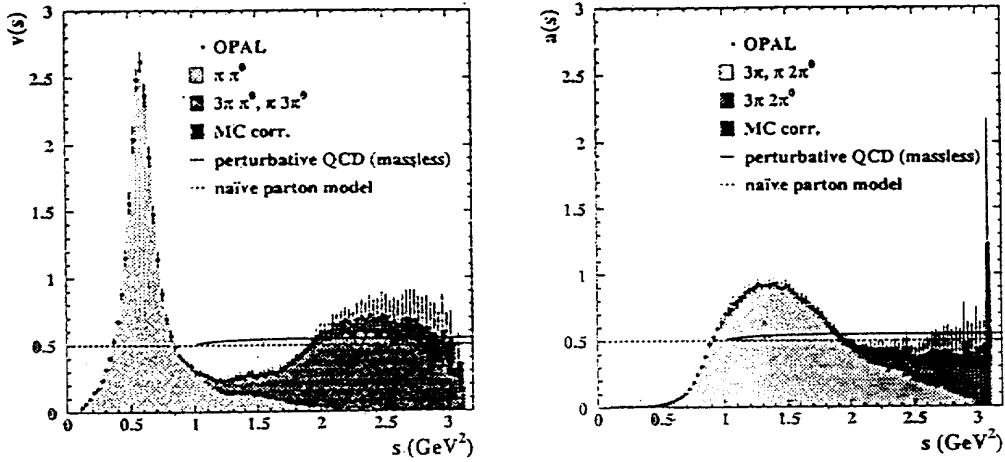 v(s)
3
2.5
2
1.5
1
0.5
0
OPAL
π π⁰
3π π⁰, π 3π⁰
MC corr.
perturbative QCD (massless)
naïve parton model
0 0.5 1 1.5 2 2.5 3
s (GeV²)
a(s)
3
2.5
2
1.5
1
0.5
0
OPAL
3π, π 2π⁰
3π 2π⁰
MC corr.
perturbative QCD (massless)
naïve parton model
0 0.5 1 1.5 2 2.5 3
s (GeV²)